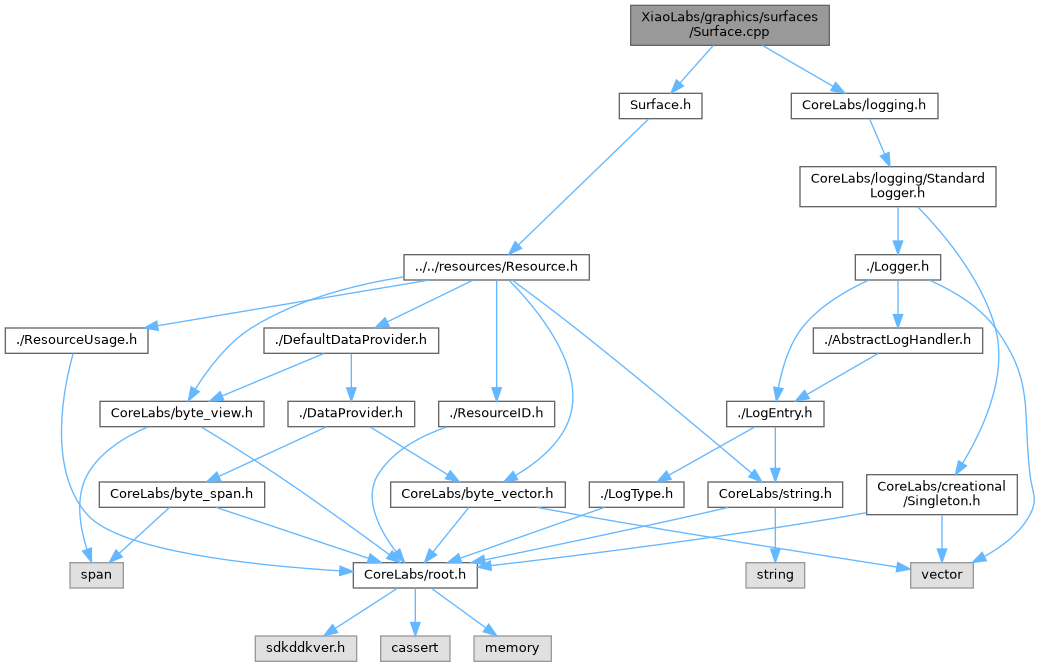 XiaoLabs/graphics/surfaces
/Surface.cpp
Surface.h
CoreLabs/logging.h
CoreLabs/logging/Standard
Logger.h
../../resources/Resource.h
./Logger.h
./ResourceUsage.h
./DefaultDataProvider.h
./AbstractLogHandler.h
CoreLabs/byte_view.h
./DataProvider.h
./ResourceID.h
./LogEntry.h
CoreLabs/byte_span.h
CoreLabs/byte_vector.h
./LogType.h
CoreLabs/string.h
CoreLabs/creational
/Singleton.h
span
CoreLabs/root.h
string
vector
sdkddkver.h
cassert
memory